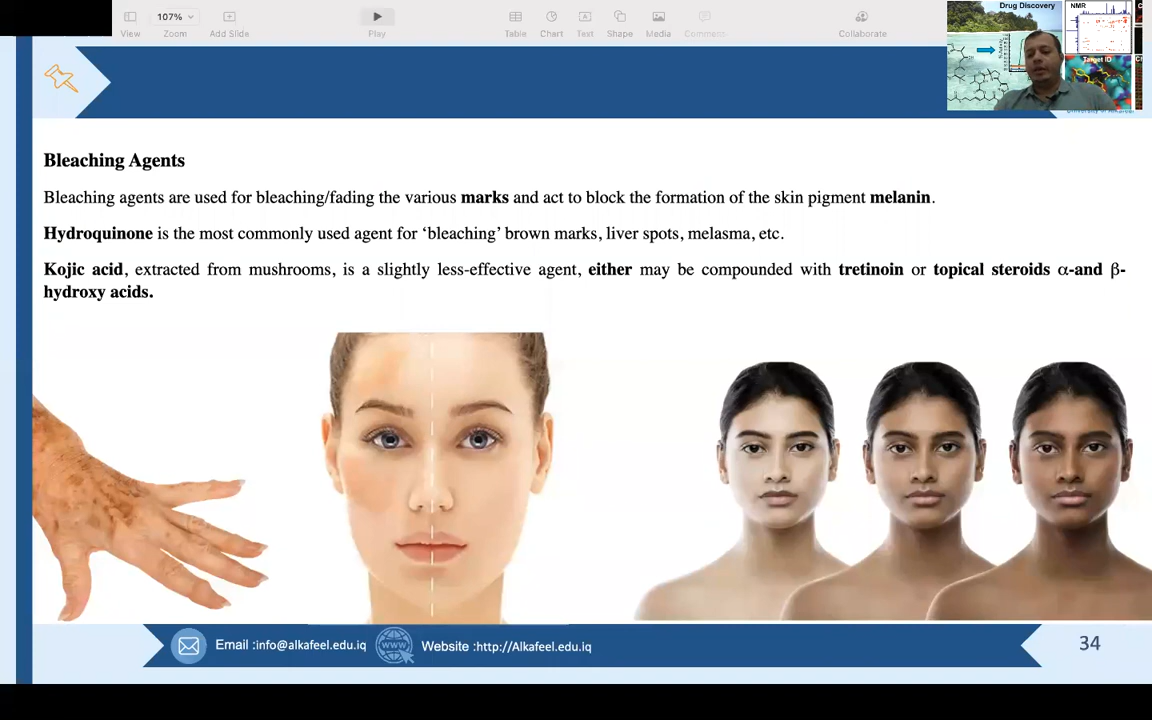 107%
View
Zoom
Add Slide
Play
Table
Chart
Text
Shape
Media
Comment
Collaborate
Drug Discovery
NMR
Target ID
Bleaching Agents
Bleaching agents are used for bleaching/fading the various marks and act to block the formation of the skin pigment melanin.
Hydroquinone is the most commonly used agent for ‘bleaching’ brown marks, liver spots, melasma, etc.
Kojic acid, extracted from mushrooms, is a slightly less-effective agent, either may be compounded with tretinoin or topical steroids α-and β-
hydroxy acids.
Email :info@alkafeel.edu.iq
WWW
Website :http://Alkafeel.edu.iq
34